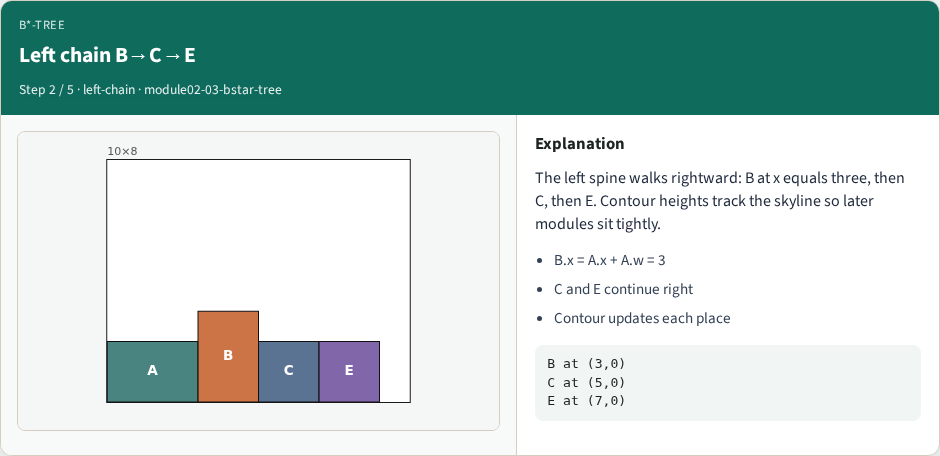 B*-TREE
Left chain B→C→E
Step 2 / 5 · left-chain · module02-03-bstar-tree
10×8
A
B
C
E
Explanation
The left spine walks rightward: B at x equals three, then
C, then E. Contour heights track the skyline so later
modules sit tightly.
• B.x = A.x + A.w = 3
• C and E continue right
• Contour updates each place
B at (3,0)
C at (5,0)
E at (7,0)